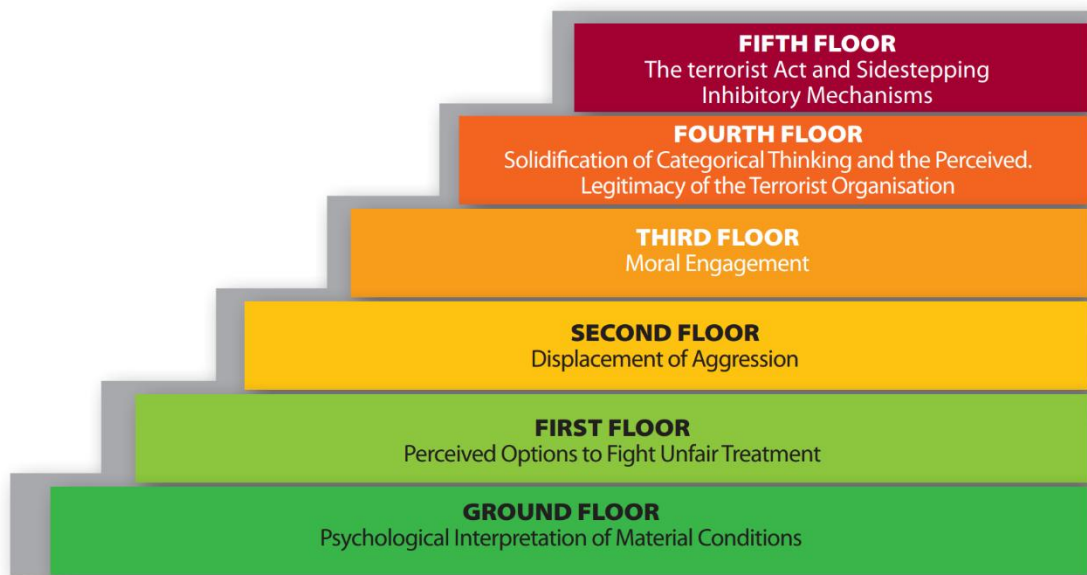 FIFTH FLOOR
The terrorist Act and Sidestepping
Inhibitory Mechanisms
FOURTH FLOOR
Solidification of Categorical Thinking and the Perceived.
Legitimacy of the Terrorist Organisation
THIRD FLOOR
Moral Engagement
SECOND FLOOR
Displacement of Aggression
FIRST FLOOR
Perceived Options to Fight Unfair Treatment
GROUND FLOOR
Psychological Interpretation of Material Conditions